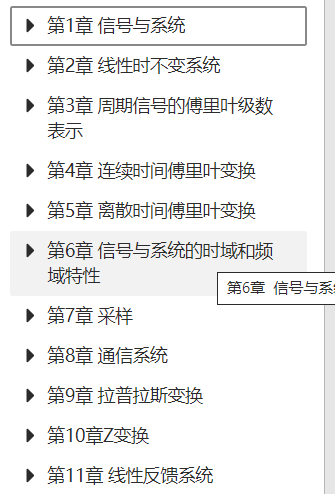 第1章 信号与系统
第2章 线性时不变系统
第3章 周期信号的傅里叶级数
表示
第4章 连续时间傅里叶变换
第5章 离散时间傅里叶变换
第6章 信号与系统的时域和频
域特性
第6章 信号与系
第7章 采样
第8章 通信系统
第9章 拉普拉斯变换
第10章Z变换
第11章 线性反馈系统